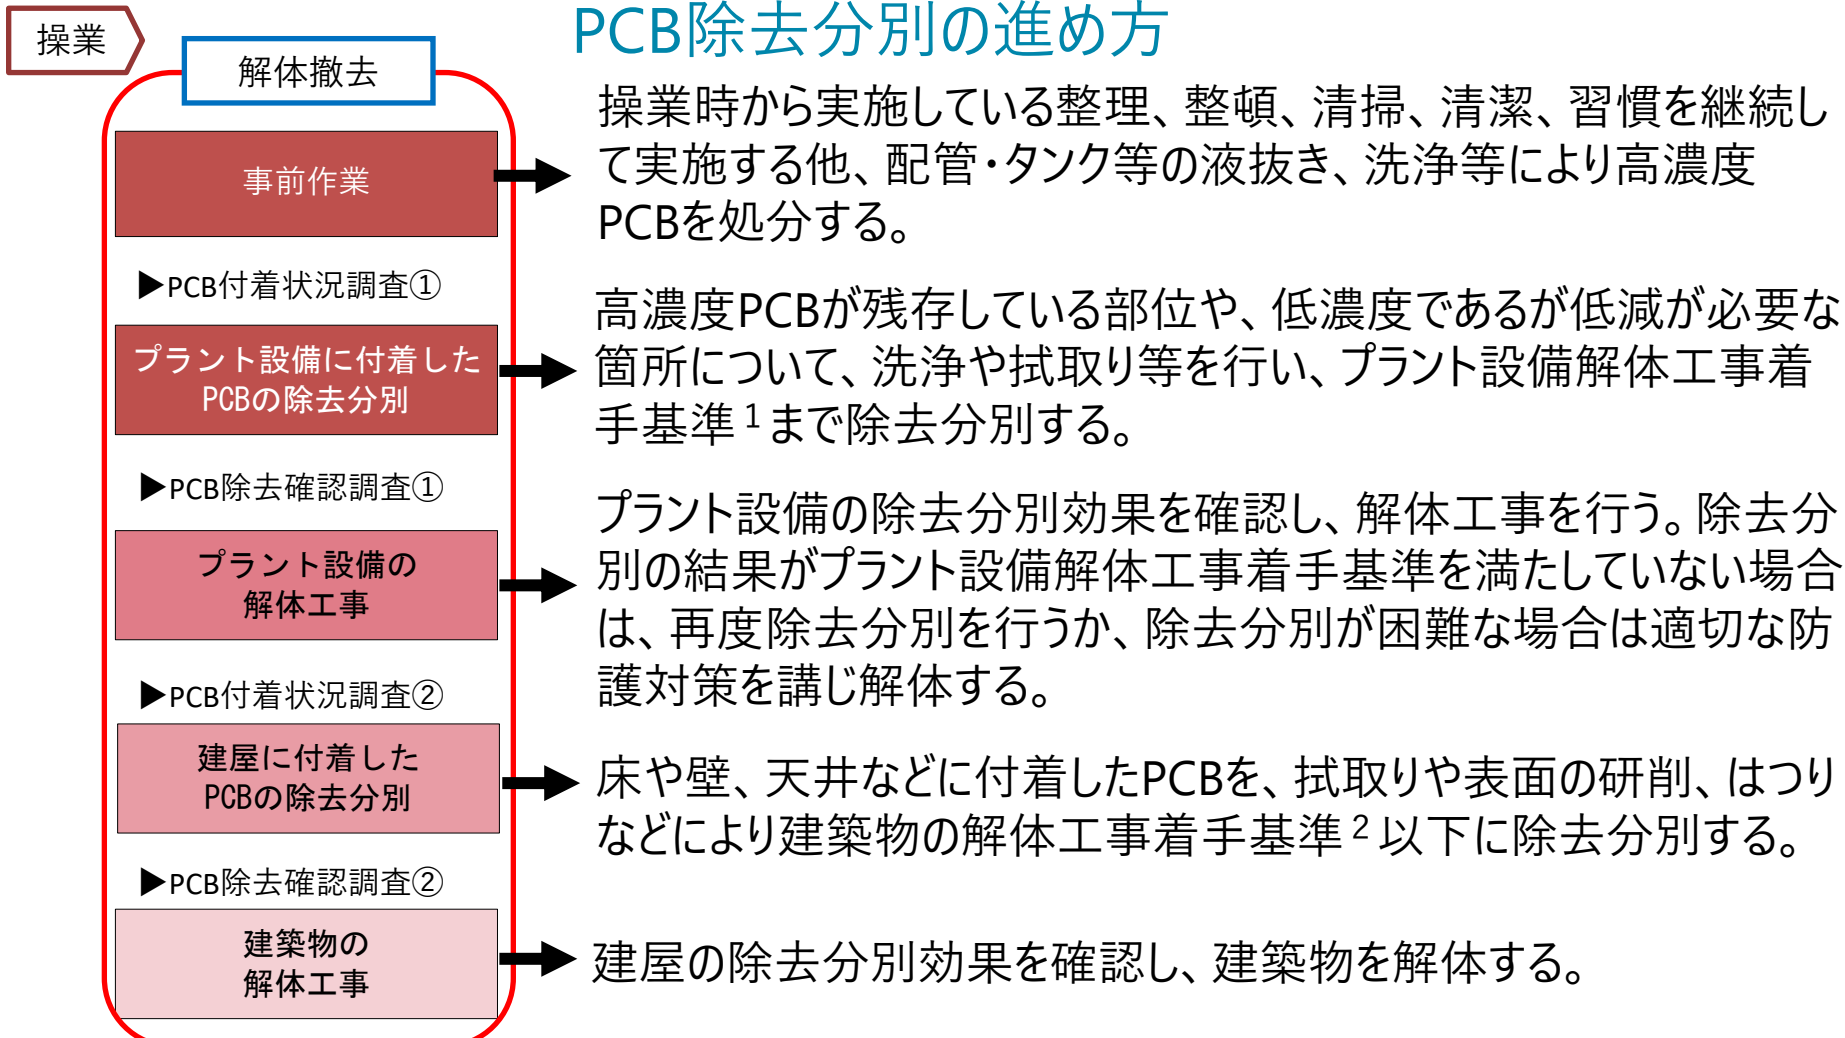 操業
解体撤去
PCB除去分別の進め方
事前作業
操業時から実施している整理、整頓、清掃、清潔、習慣を継続し
て実施する他、配管・タンク等の液抜き、洗浄等により高濃度
PCBを処分する。
▶PCB付着状況調査①
プラント設備に付着した
PCBの除去分別
高濃度PCBが残存している部位や、低濃度であるが低減が必要な
箇所について、洗浄や拭取り等を行い、プラント設備解体工事着
手基準1まで除去分別する。
▶PCB除去確認調査①
プラント設備の
解体工事
プラント設備の除去分別効果を確認し、解体工事を行う。除去分
別の結果がプラント設備解体工事着手基準を満たしていない場合
は、再度除去分別を行うか、除去分別が困難な場合は適切な防
護対策を講じ解体する。
▶PCB付着状況調査②
建屋に付着した
PCBの除去分別
床や壁、天井などに付着したPCBを、拭取りや表面の研削、はつり
などにより建築物の解体工事着手基準2以下に除去分別する。
▶PCB除去確認調査②
建築物の
解体工事
建屋の除去分別効果を確認し、建築物を解体する。